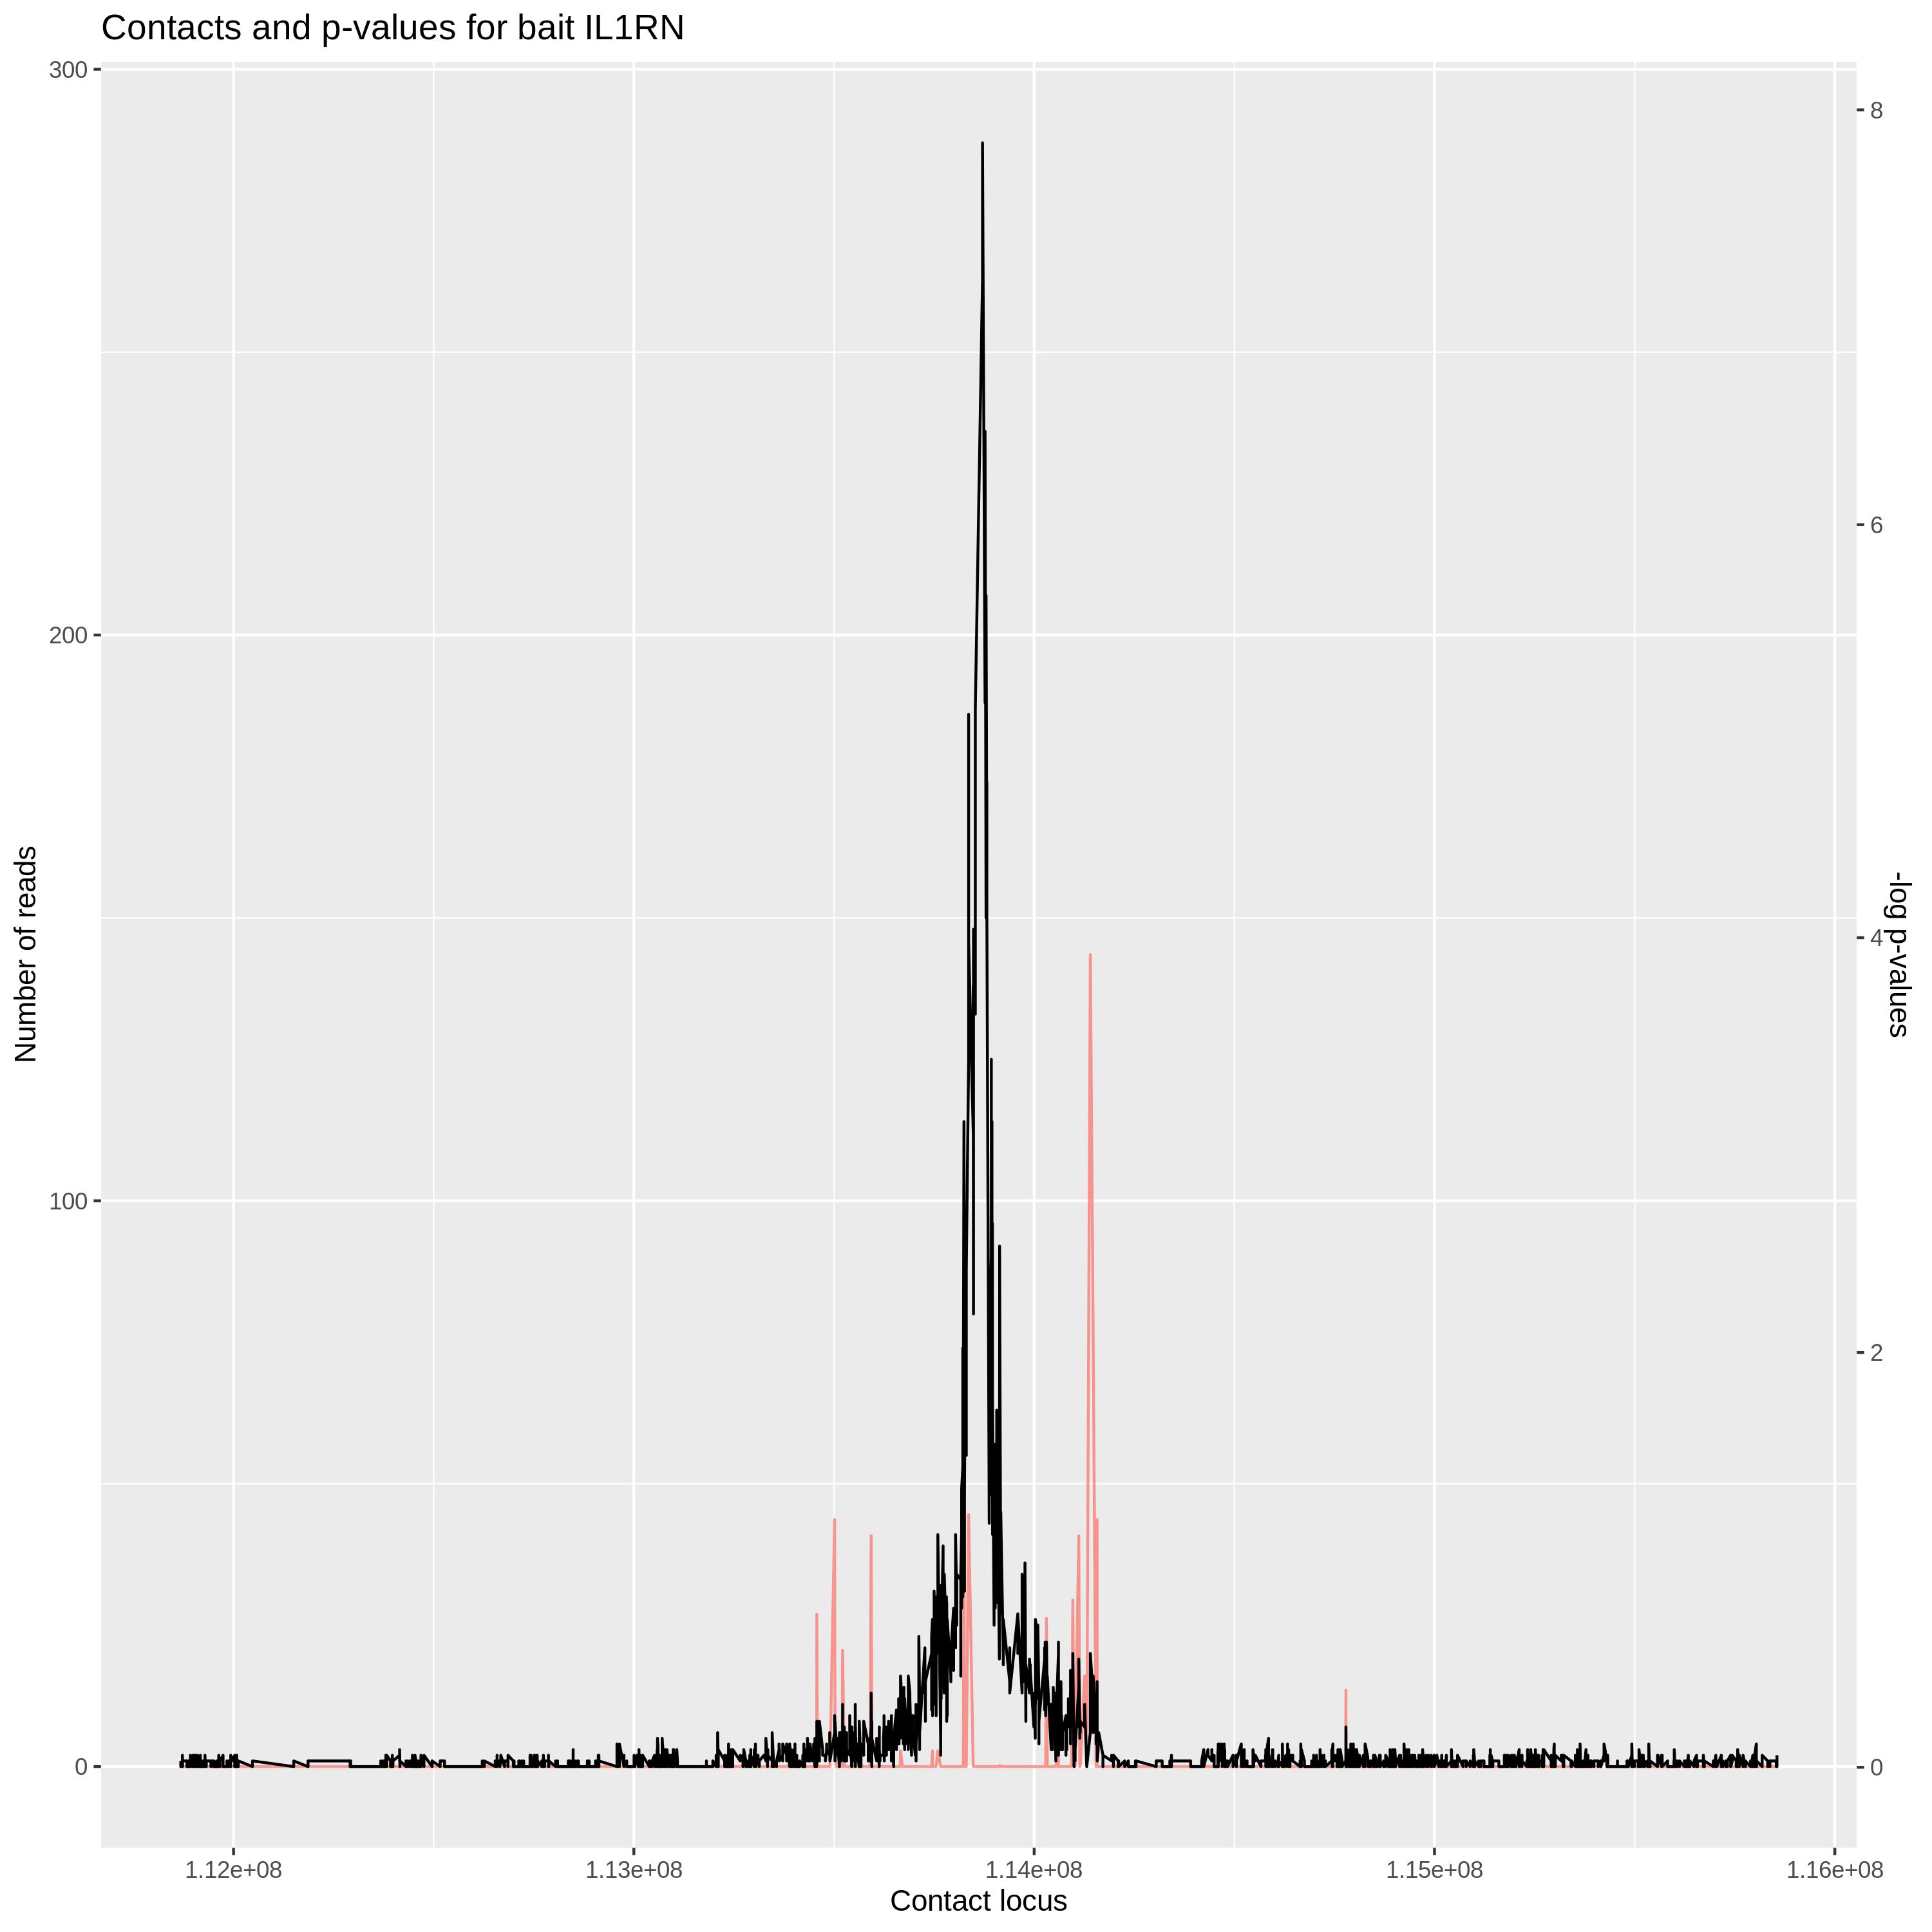 Contacts and p-values for bait IL1RN
300
200
100
0
Number of reads
8
6
4
2
0
-log p-values
1.12e+08 1.13e+08 1.14e+08 1.15e+08 1.16e+08
Contact locus